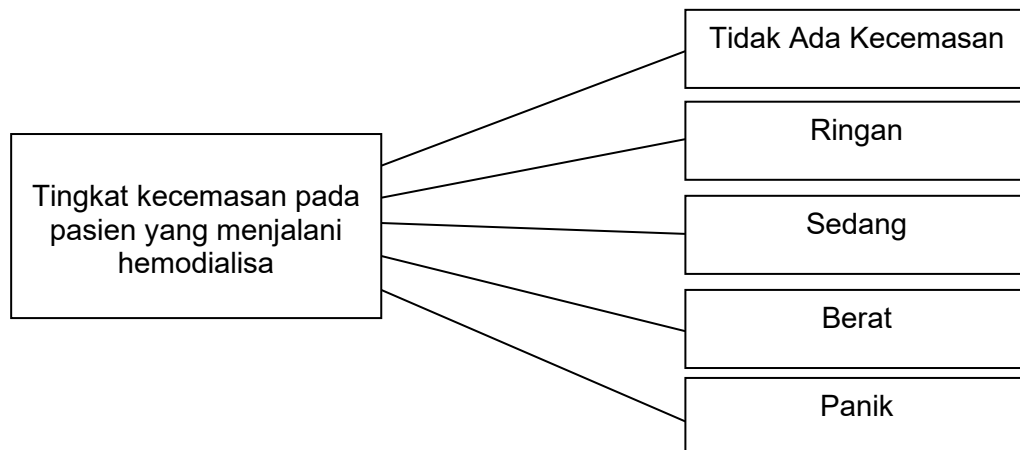 Tingkat kecemasan pada
pasien yang menjalani
hemodialisa
Tidak Ada Kecemasan
Ringan
Sedang
Berat
Panik